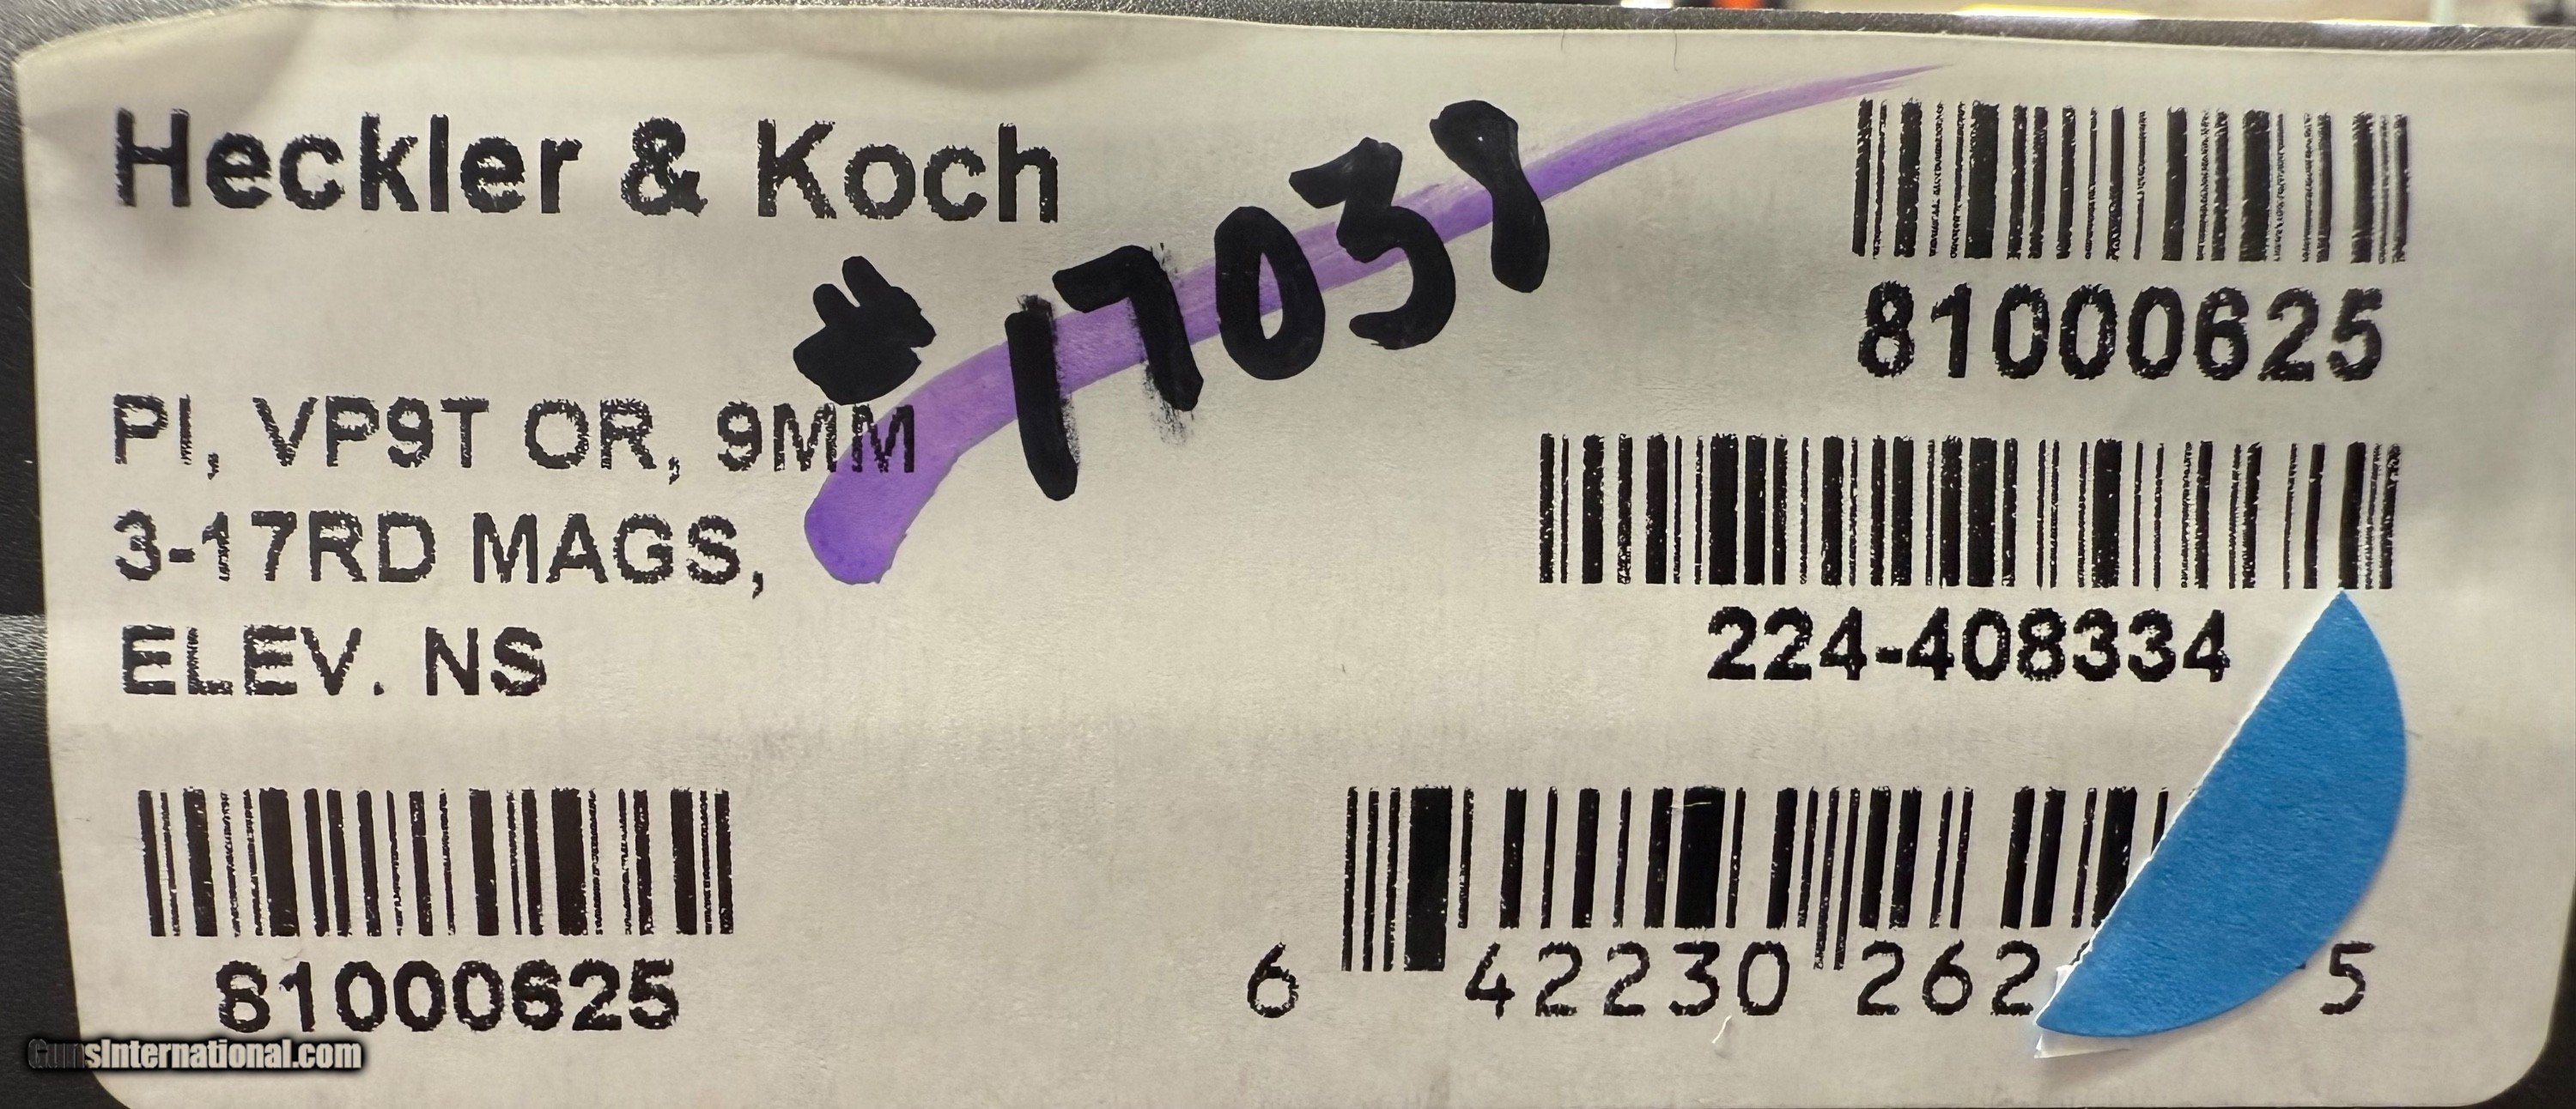 Heckler & Koch
#17038
PI, VP9T OR, 9MM
3-17RD MAGS,
ELEV. NS
81000625
81000625
224-408334
6 42230 262 5
GunsInternational.com